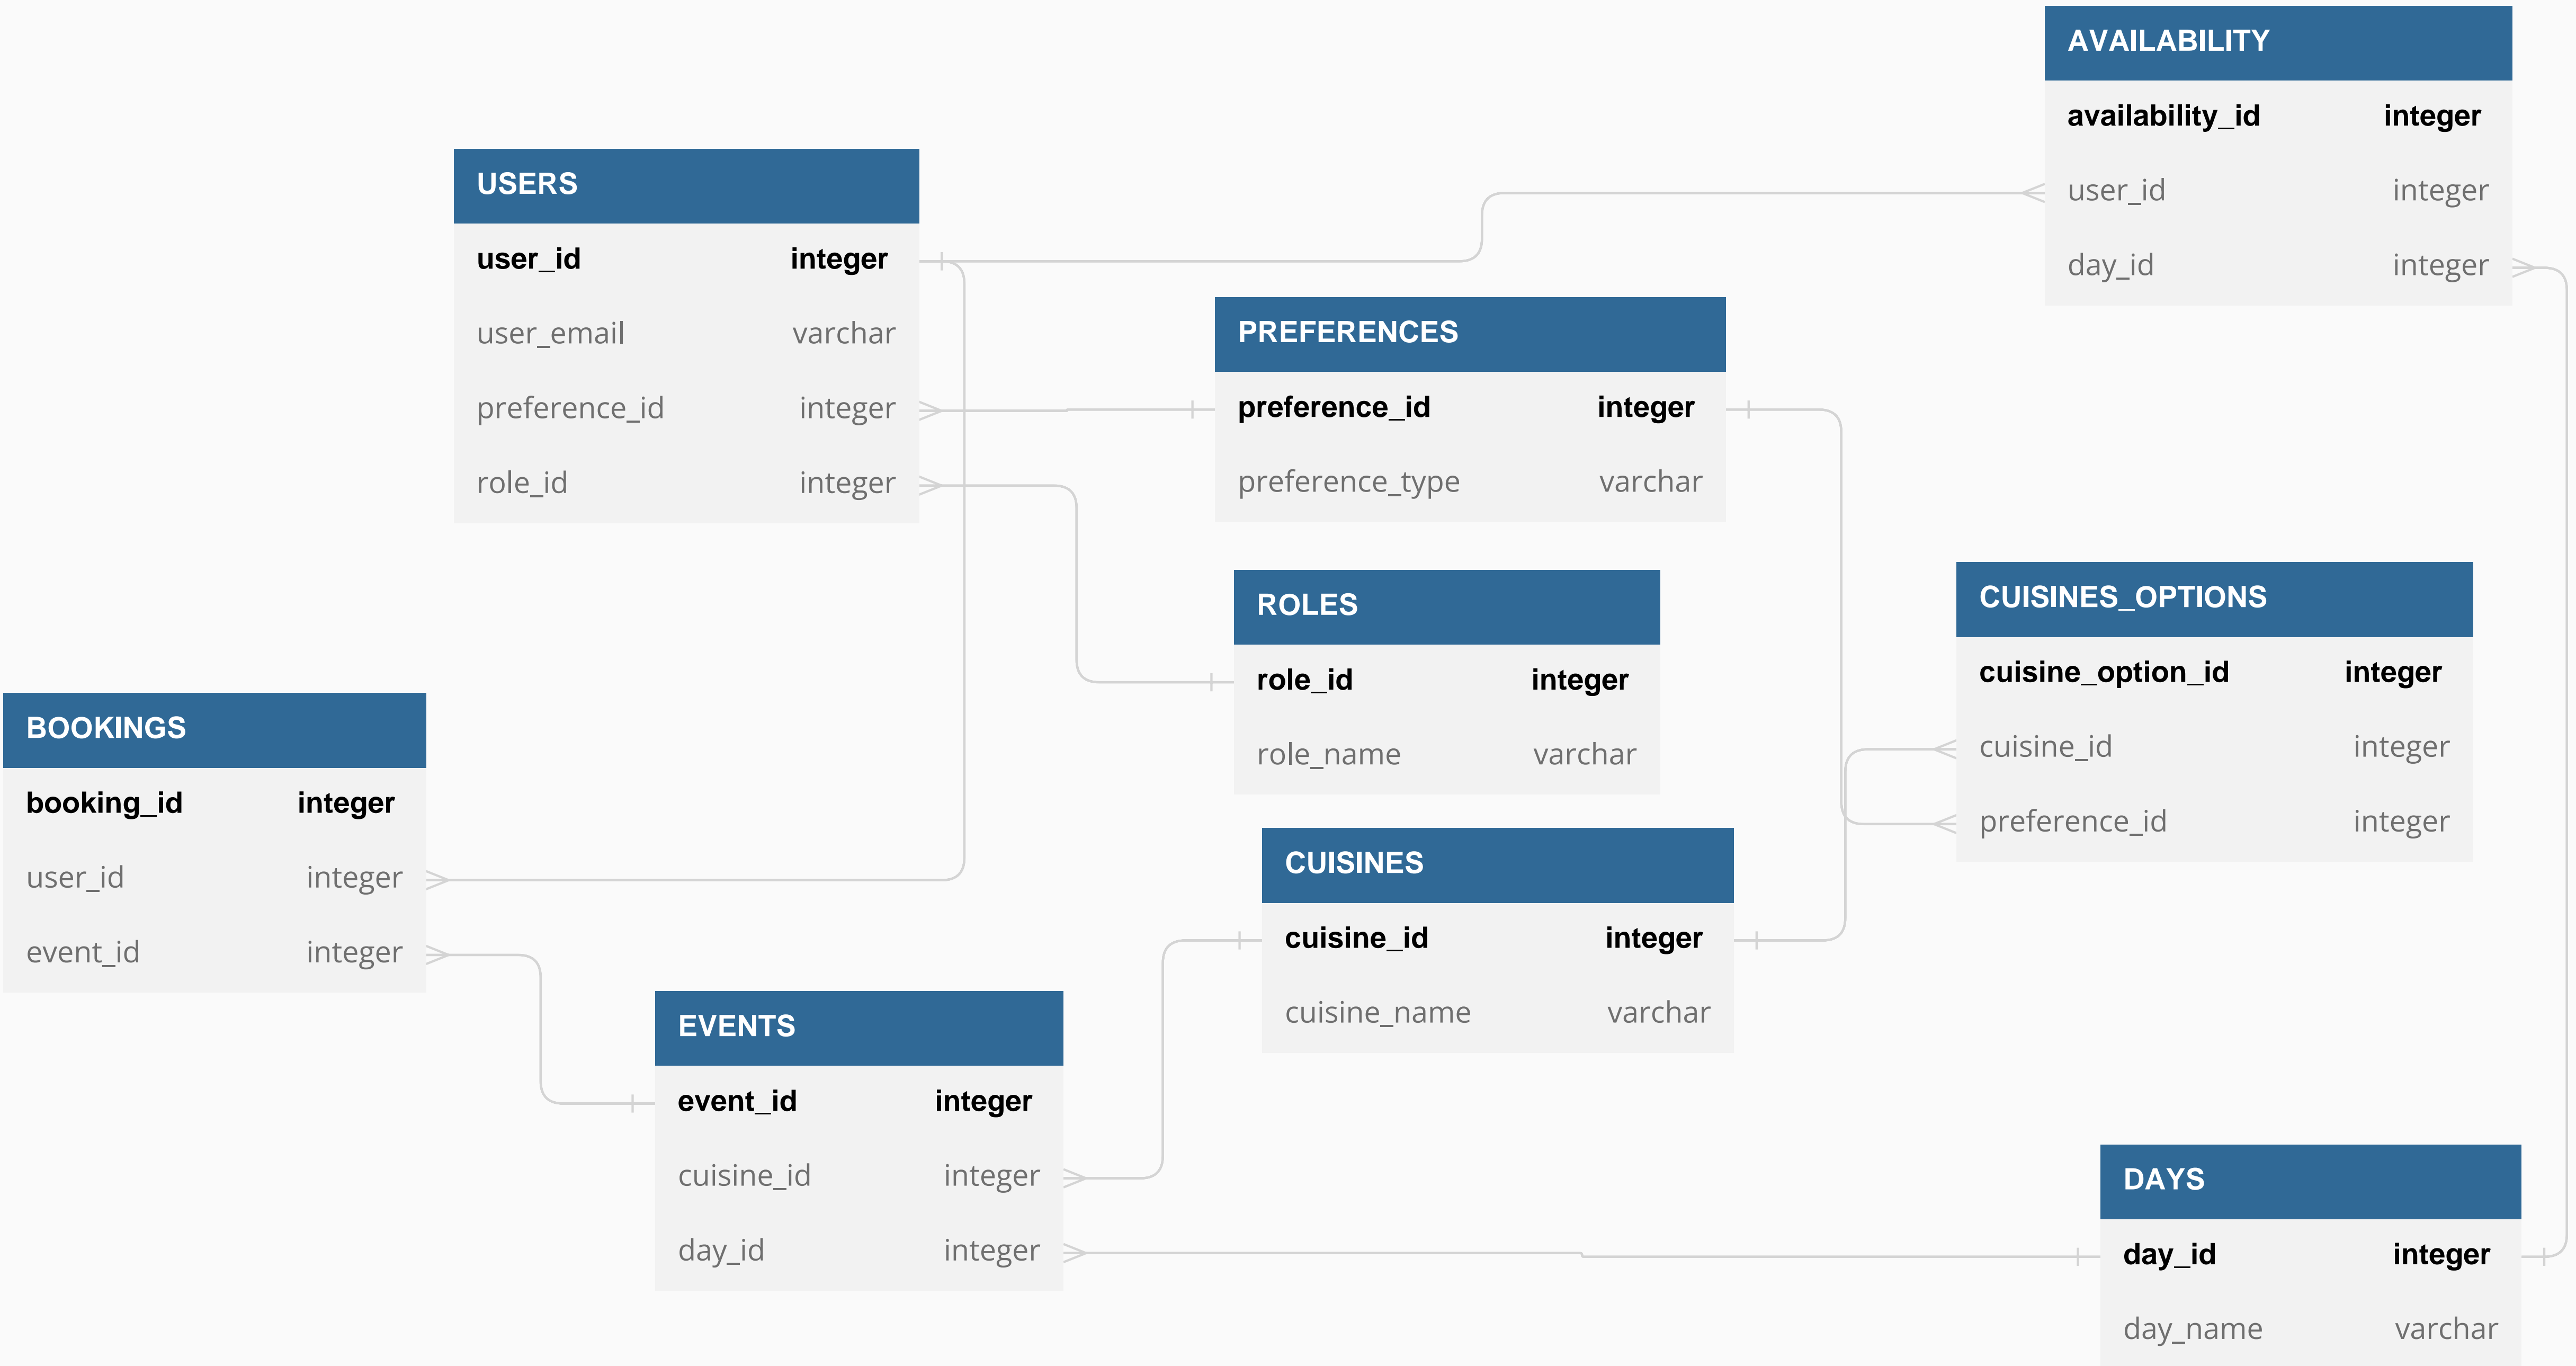 AVAILABILITY
availability_id integer
user_id integer
day_id integer
USERS
user_id integer
user_email varchar
preference_id integer
role_id integer
PREFERENCES
preference_id integer
preference_type varchar
ROLES
role_id integer
role_name varchar
CUISINES_OPTIONS
cuisine_option_id integer
cuisine_id integer
preference_id integer
BOOKINGS
booking_id integer
user_id integer
event_id integer
CUISINES
cuisine_id integer
cuisine_name varchar
EVENTS
event_id integer
cuisine_id integer
day_id integer
DAYS
day_id integer
day_name varchar